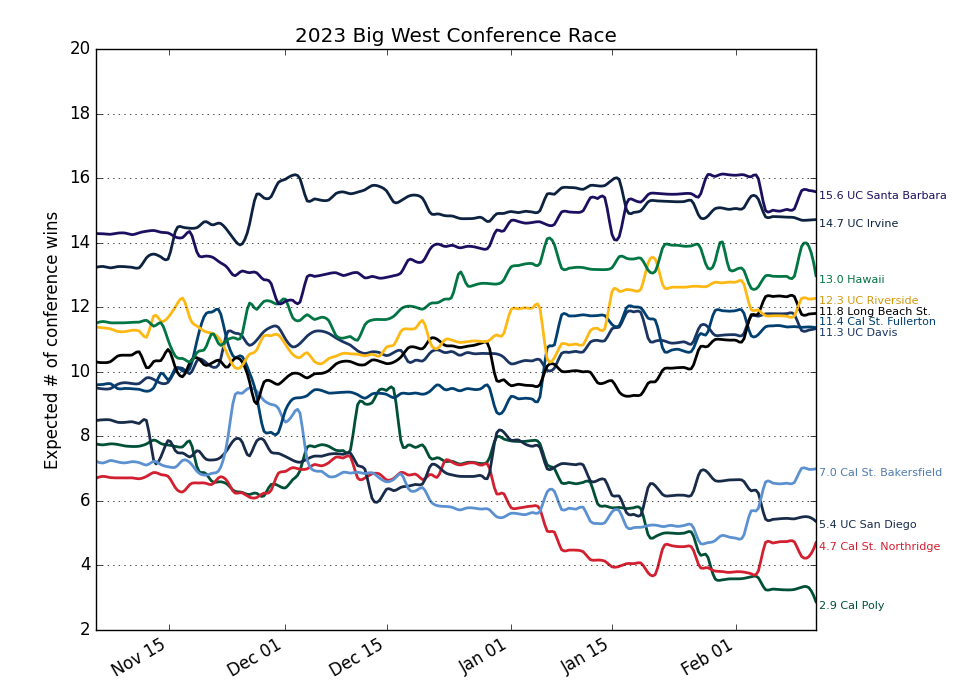 2023 Big West Conference Race
Expected # of conference wins
20
18
16
14
12
10
8
6
4
2
Nov 15
Dec 01
Dec 15
Jan 01
Jan 15
Feb 01
15.6 UC Santa Barbara
14.7 UC Irvine
13.0 Hawaii
12.3 UC Riverside
11.8 Long Beach St.
11.4 Cal St. Fullerton
11.3 UC Davis
7.0 Cal St. Bakersfield
5.4 UC San Diego
4.7 Cal St. Northridge
2.9 Cal Poly